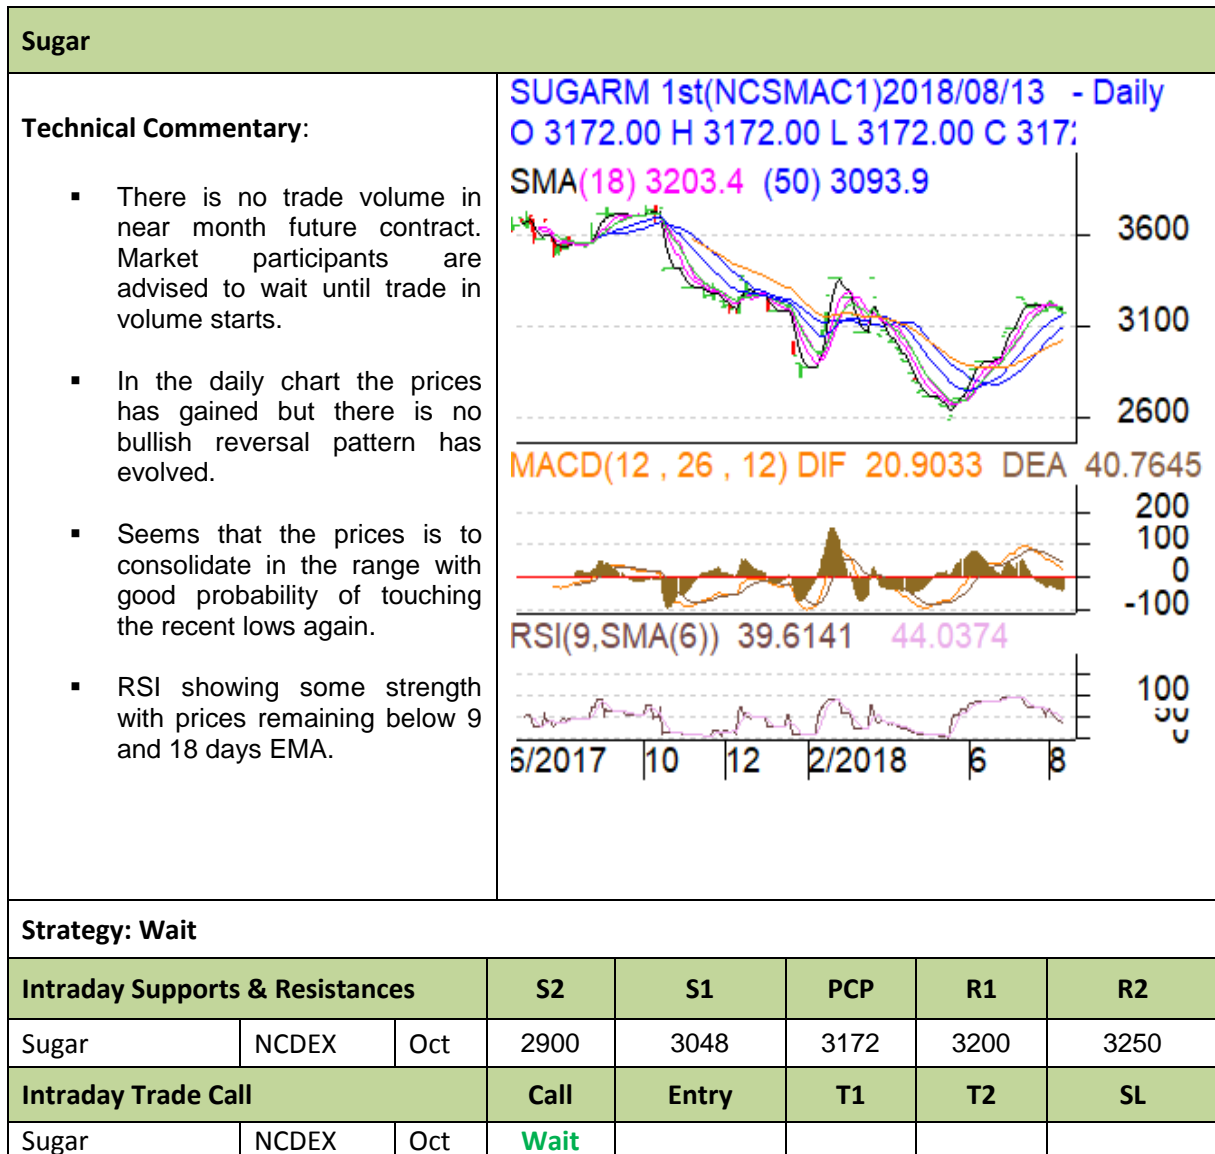 Sugar
Technical Commentary:
▪ There is no trade volume in
near month future contract.
Market participants are
advised to wait until trade in
volume starts.
▪ In the daily chart the prices
has gained but there is no
bullish reversal pattern has
evolved.
▪ Seems that the prices is to
consolidate in the range with
good probability of touching
the recent lows again.
▪ RSI showing some strength
with prices remaining below 9
and 18 days EMA.
SUGARM 1st(NCSMAC1)2018/08/13 - Daily
O 3172.00 H 3172.00 L 3172.00 C 317
SMA(18) 3203.4 (50) 3093.9
3600
3100
2600
MACD(12 , 26 , 12) DIF 20.9033 DEA 40.7645
200
100
0
-100
RSI(9,SMA(6)) 39.6141 44.0374
100
50
0
6/2017 10 12 2/2018 6 8
Strategy: Wait
Intraday Supports & Resistances S2 S1 PCP R1 R2
Sugar NCDEX Oct 2900 3048 3172 3200 3250
Intraday Trade Call Call Entry T1 T2 SL
Sugar NCDEX Oct Wait